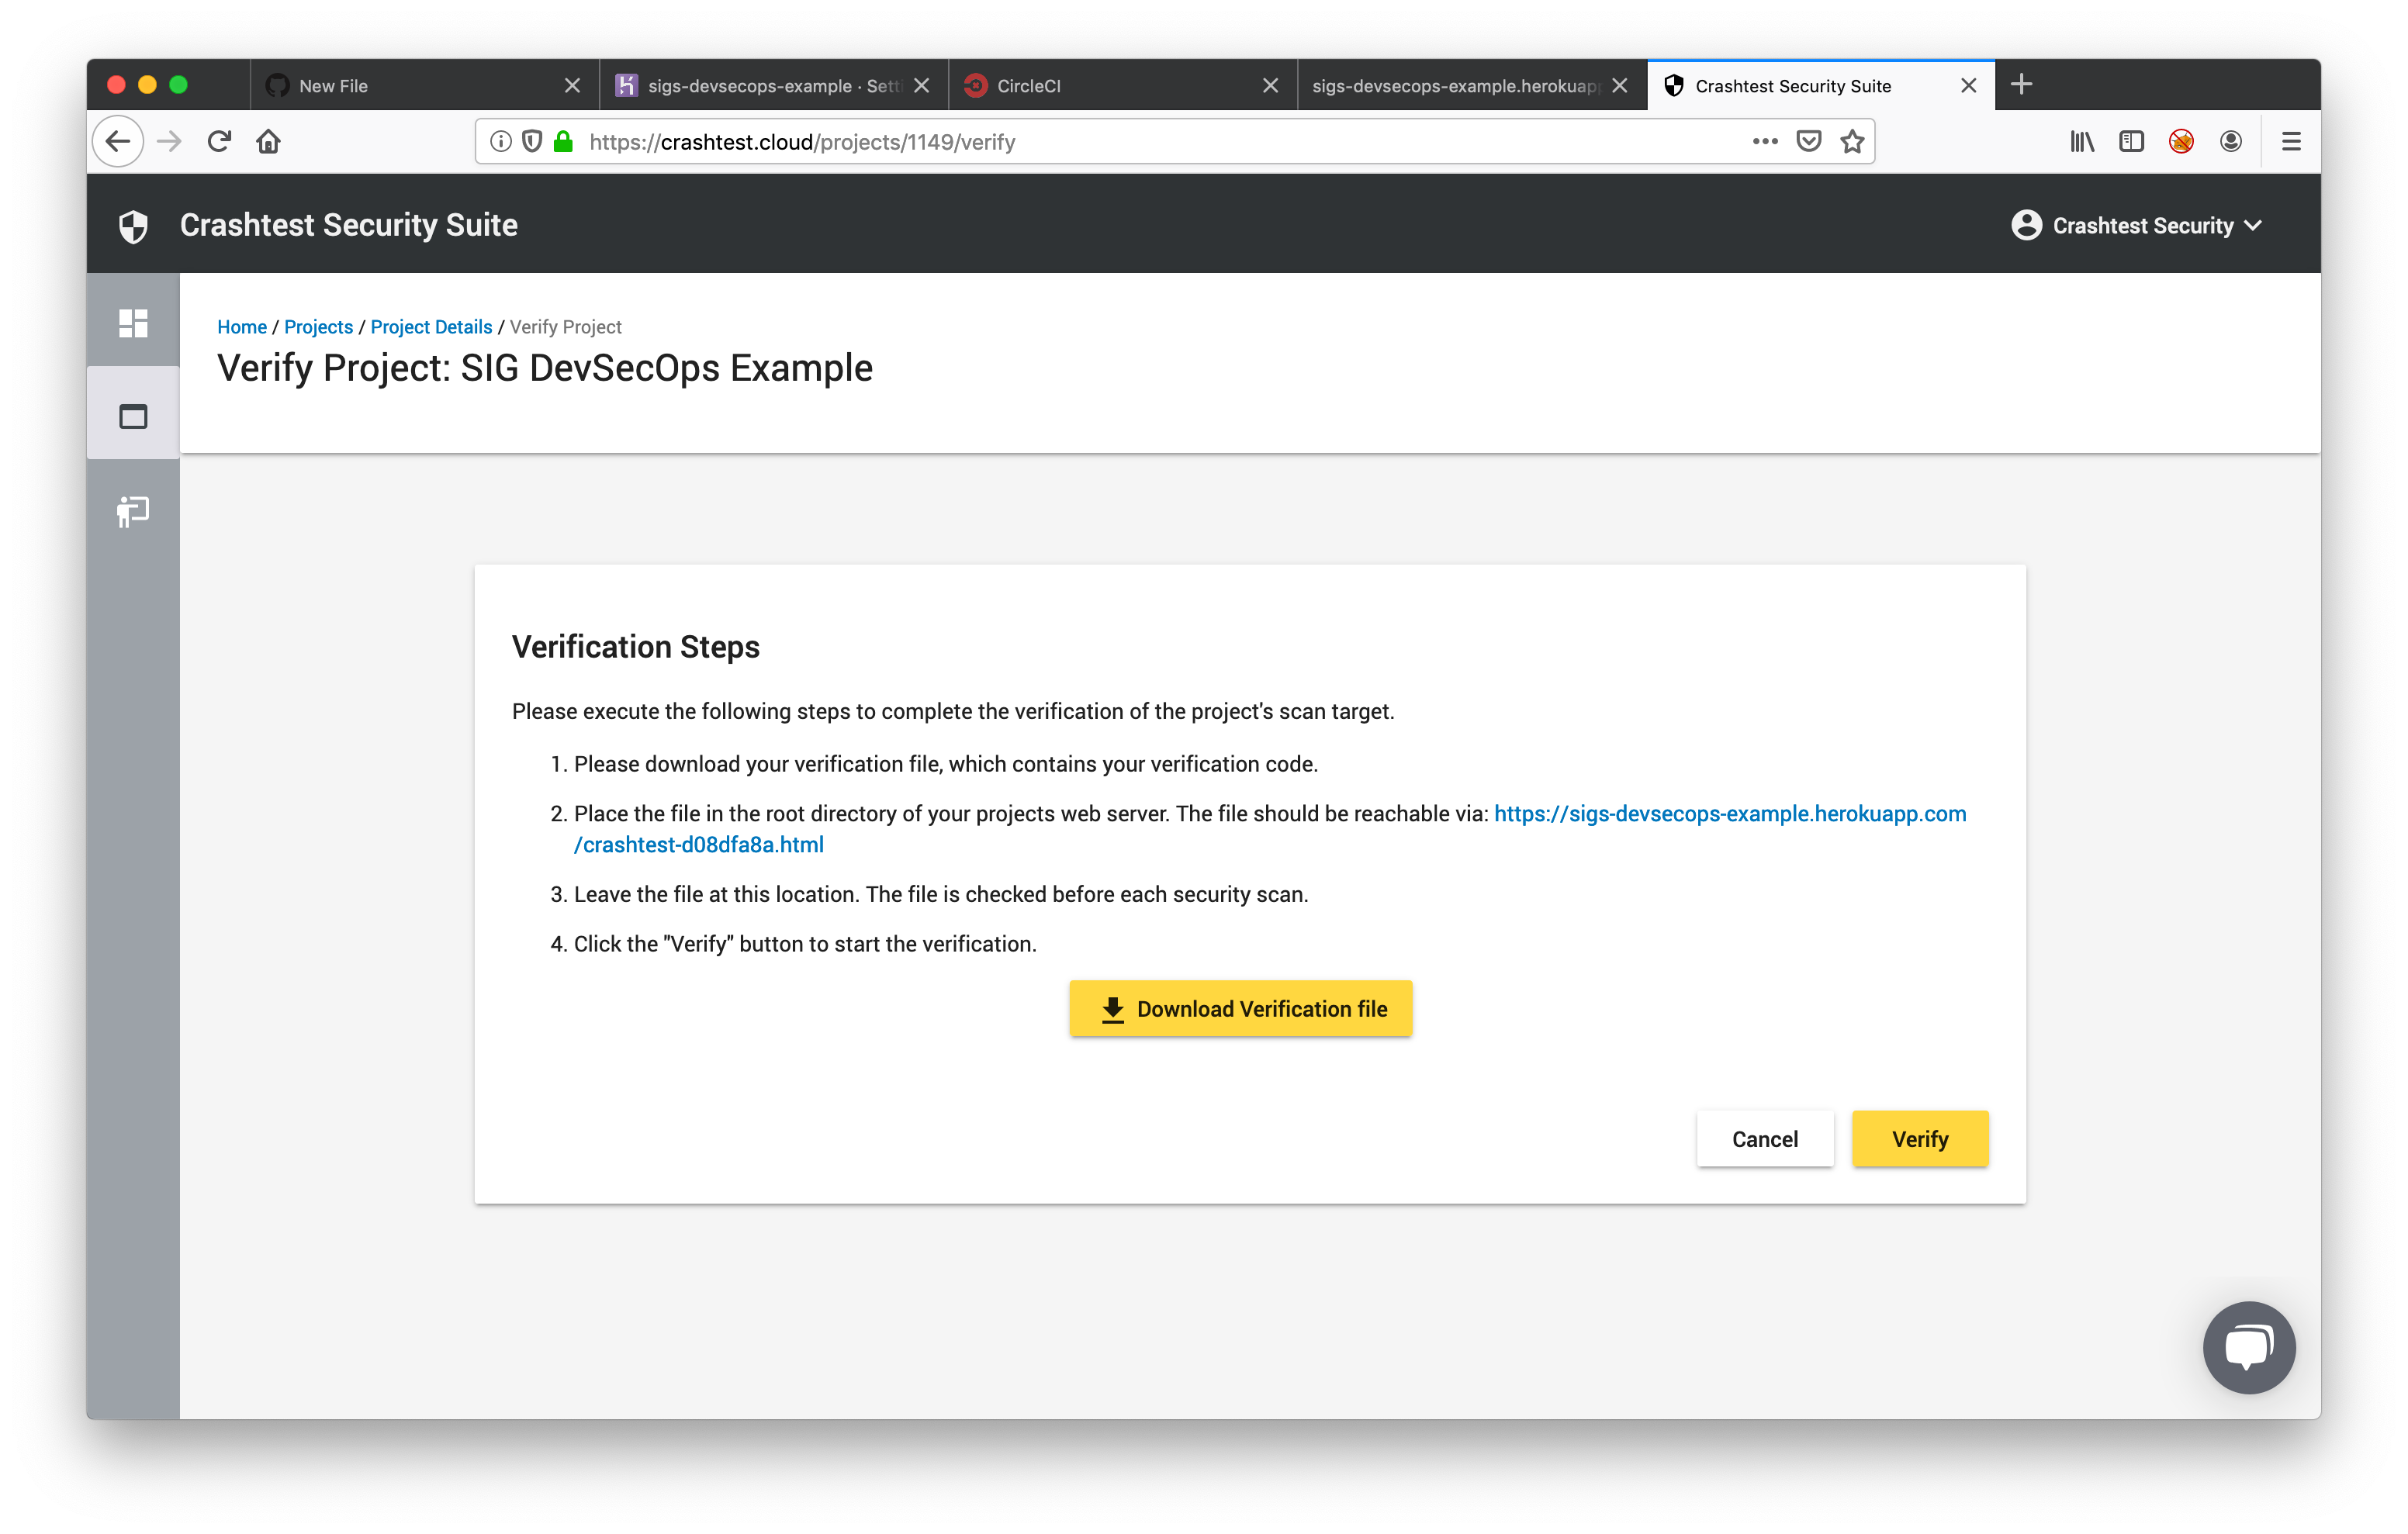 New File
sigs-devsecops-example · Sett
CircleCI
sigs-devsecops-example.herokuapp
Crashtest Security Suite
https://crashtest.cloud/projects/1149/verify
Crashtest Security Suite
Crashtest Security
Home / Projects / Project Details / Verify Project
Verify Project: SIG DevSecOps Example
Verification Steps
Please execute the following steps to complete the verification of the project's scan target.
1. Please download your verification file, which contains your verification code.
2. Place the file in the root directory of your projects web server. The file should be reachable via: https://sigs-devsecops-example.herokuapp.com
/crashtest-d08dfa8a.html
3. Leave the file at this location. The file is checked before each security scan.
4. Click the "Verify" button to start the verification.
Download Verification file
Cancel
Verify